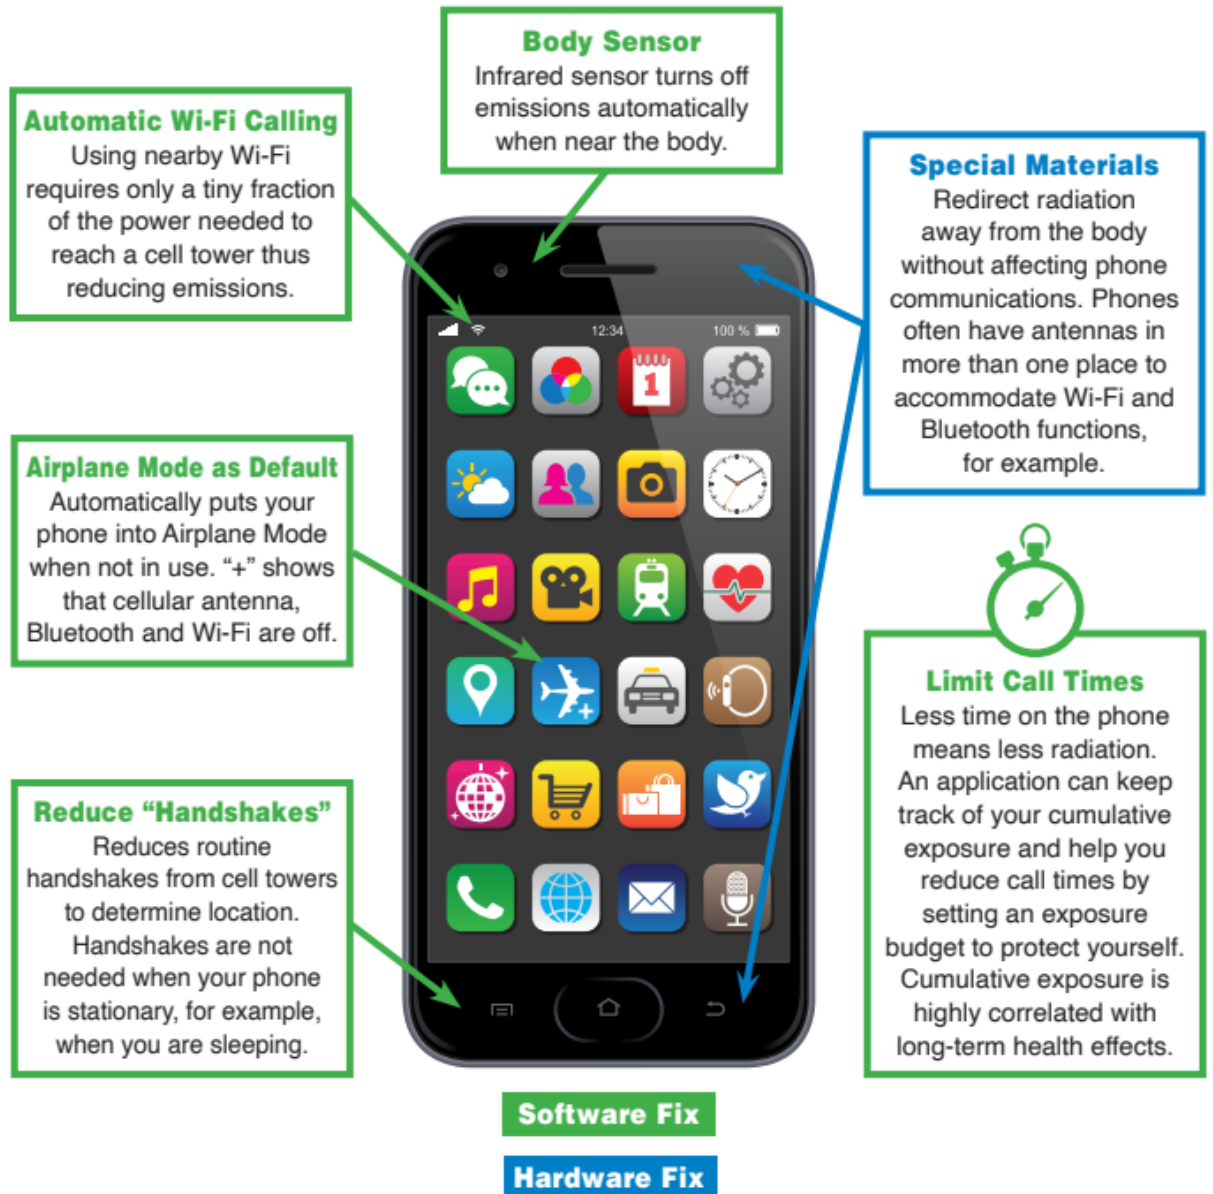 Body Sensor
Infrared sensor turns off
emissions automatically
when near the body.
Automatic Wi-Fi Calling
Using nearby Wi-Fi
requires only a tiny fraction
of the power needed to
reach a cell tower thus
reducing emissions.
Special Materials
Redirect radiation
away from the body
without affecting phone
communications. Phones
often have antennas in
more than one place to
accommodate Wi-Fi and
Bluetooth functions,
for example.
12:34
100 %
1
Airplane Mode as Default
Automatically puts your
phone into Airplane Mode
when not in use. “+” shows
that cellular antenna,
Bluetooth and Wi-Fi are off.
Limit Call Times
Less time on the phone
means less radiation.
An application can keep
track of your cumulative
exposure and help you
reduce call times by
setting an exposure
budget to protect yourself.
Cumulative exposure is
highly correlated with
long-term health effects.
Reduce “Handshakes”
Reduces routine
handshakes from cell towers
to determine location.
Handshakes are not
needed when your phone
is stationary, for example,
when you are sleeping.
Software Fix
Hardware Fix